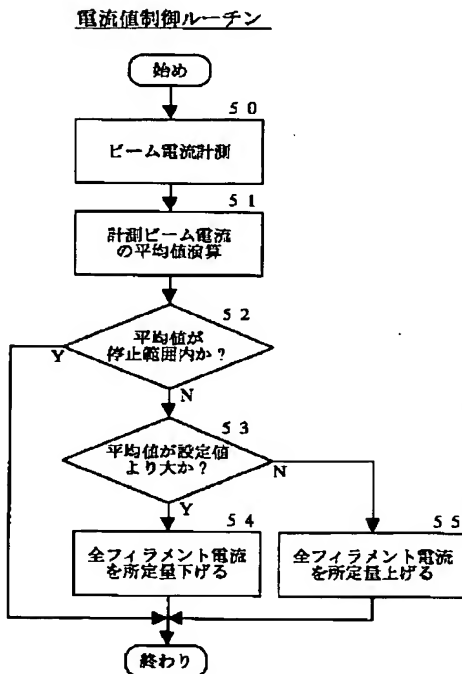 電流値制御ルーチン
始め
50
ビーム電流計測
51
計測ビーム電流
の平均値演算
52
平均値が
停止範囲内か?
Y
N
53
平均値が設定値
より大か?
N
Y
54
全フィラメント電流
を所定量下げる
55
全フィラメント電流
を所定量上げる
終わり